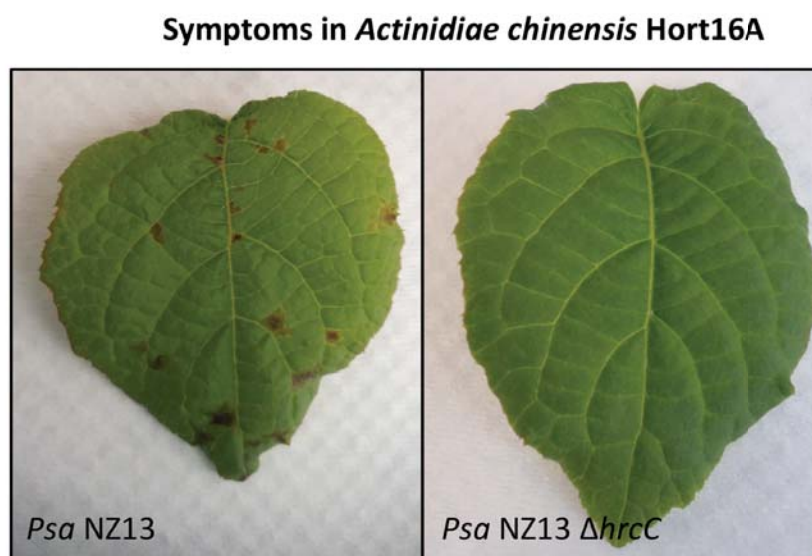 Symptoms in Actinidiae chinensis Hort16A
Psa NZ13
Psa NZ13 ΔhrcC